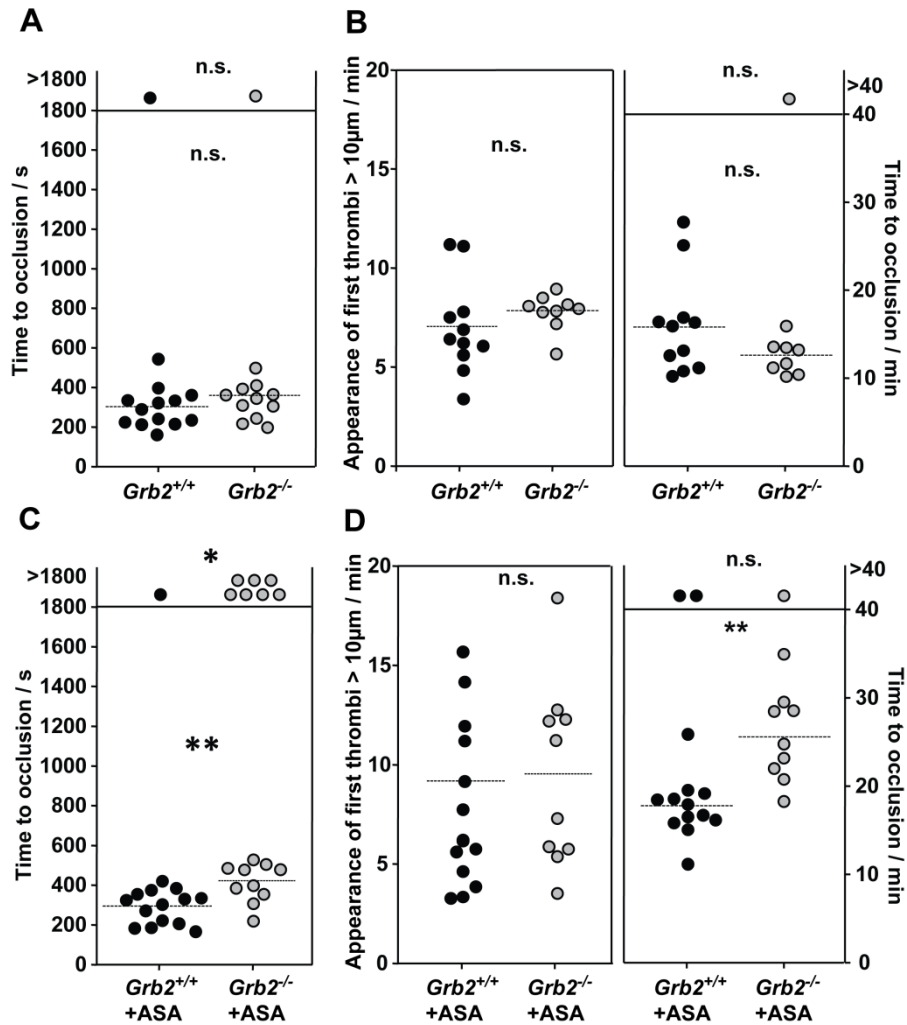 A
B
>1800
n.s.
1800
1600
1400
1200
1000
800
600
400
200
0
n.s.
Time to occlusion / s
Grb2+/+ Grb2-/-
20
15
10
5
0
n.s.
Appearance of first thrombi > 10µm / min
Grb2+/+ Grb2-/-
n.s.
>40
40
30
20
10
0
n.s.
Time to occlusion / min
Grb2+/+ Grb2-/-
C
D
>1800
*
1800
1600
1400
1200
1000
800
600
400
200
0
**
Time to occlusion / s
Grb2+/+ Grb2-/-
+ASA +ASA
20
15
10
5
0
n.s.
Appearance of first thrombi > 10µm / min
Grb2+/+ Grb2-/-
+ASA +ASA
n.s.
>40
40
30
20
10
0
**
Time to occlusion / min
Grb2+/+ Grb2-/-
+ASA +ASA